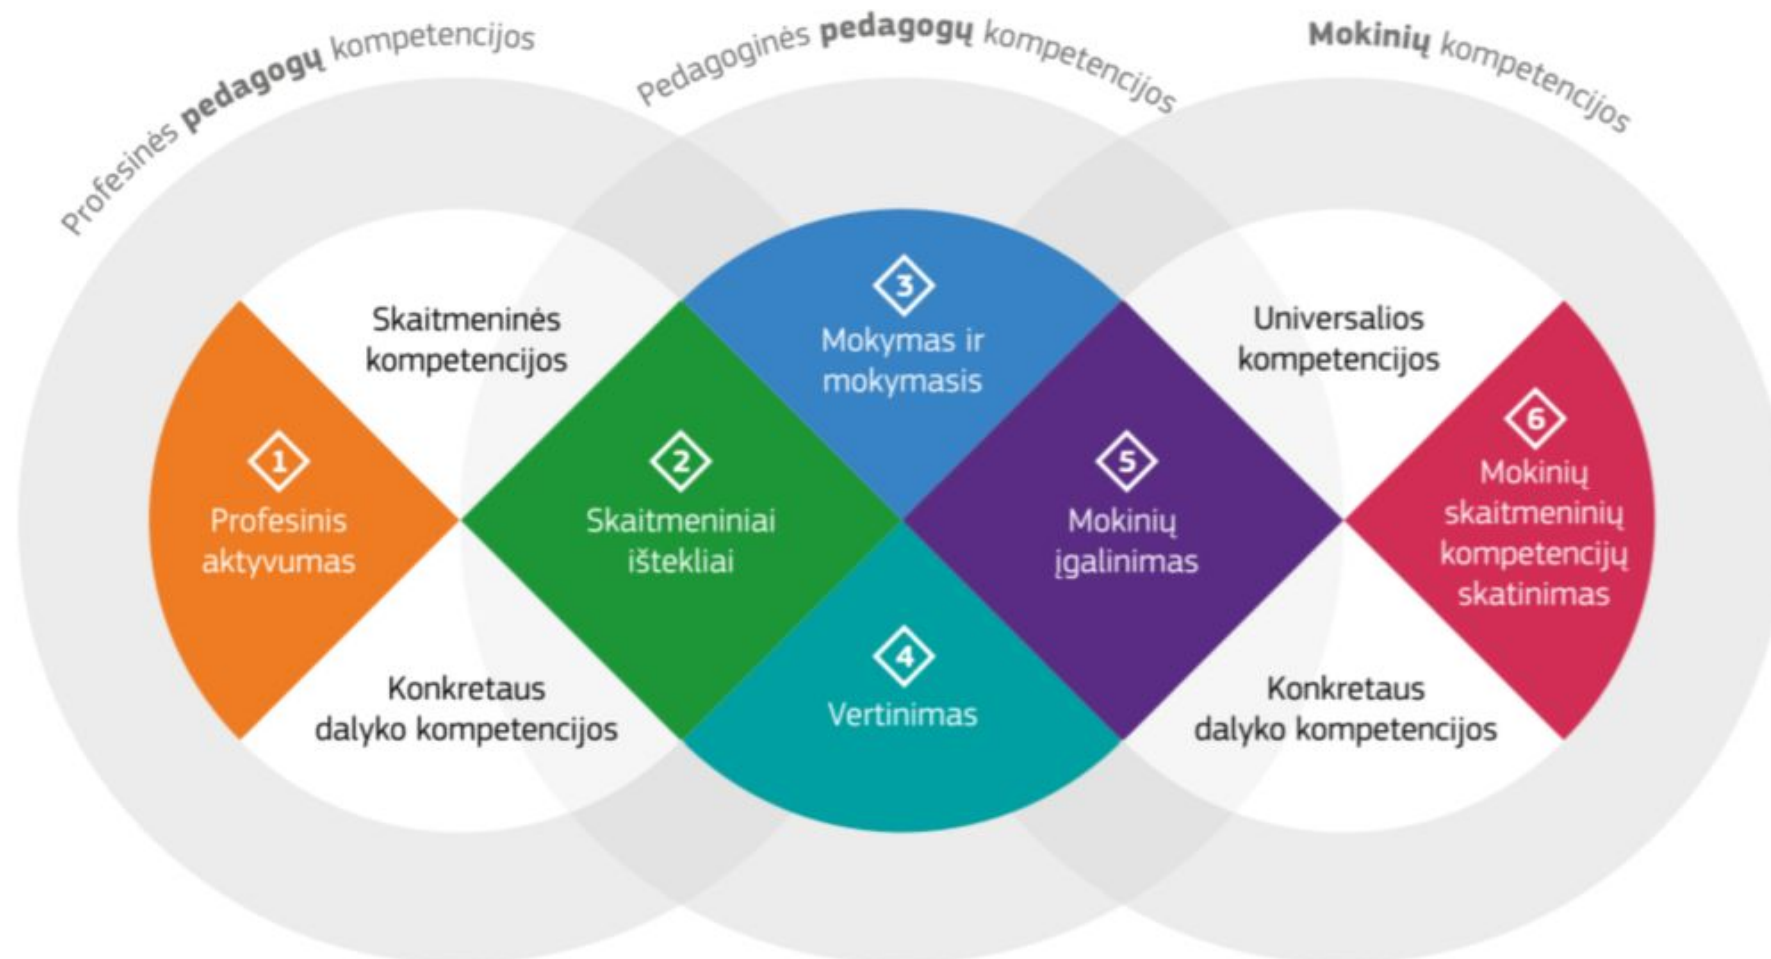 Profesinės pedagogų kompetencijos
Pedagoginės pedagogų kompetencijos
Mokinių kompetencijos
Skaitmeninės
kompetencijos
1
Profesinis
aktyvumas
Konkretaus
dalyko kompetencijos
2
Skaitmeniniai
ištekliai
3
Mokymas ir
mokymasis
4
Vertinimas
5
Mokinių
įgalinimas
Universalios
kompetencijos
Konkretaus
dalyko kompetencijos
6
Mokinių
skaitmeninių
kompetencijų
skatinimas